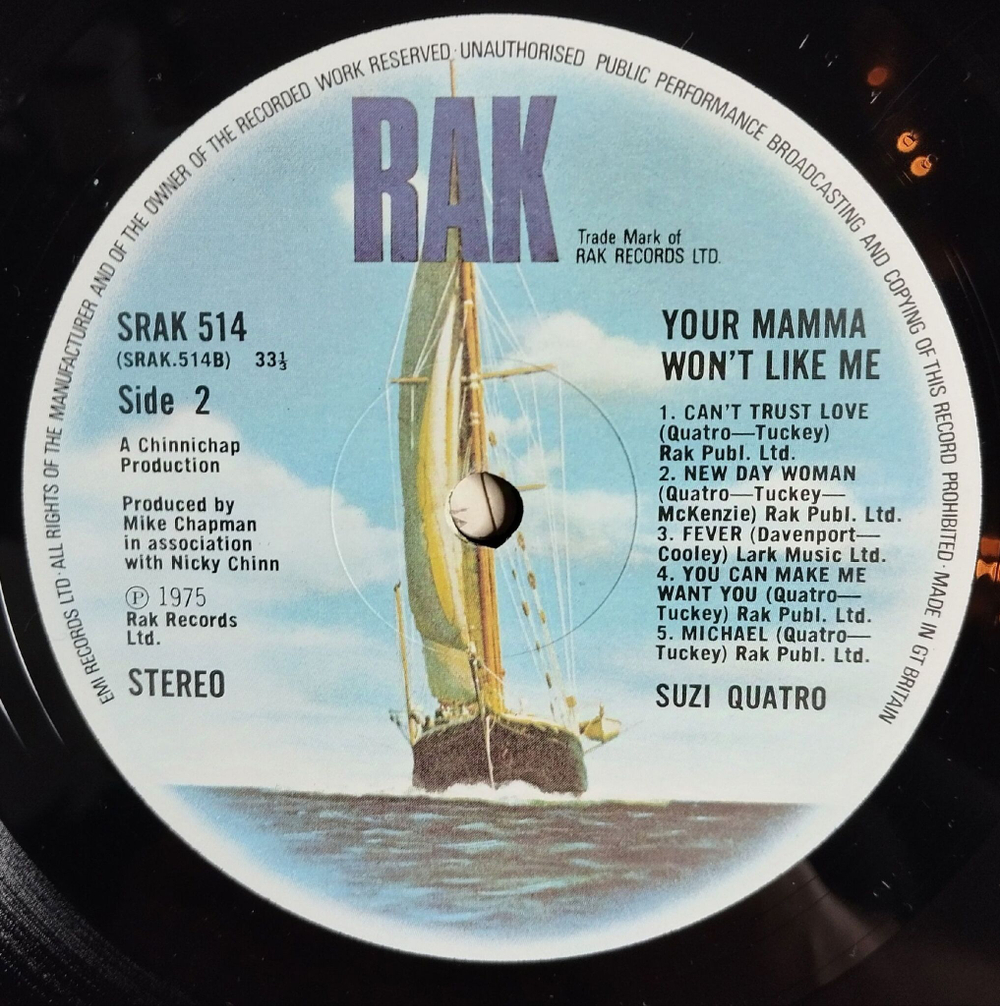 EMI RECORDS LTD · ALL RIGHTS OF THE MANUFACTURER AND OF THE OWNER OF THE RECORDED WORK RESERVED · UNAUTHORISED PUBLIC PERFORMANCE BROADCASTING AND COPYING OF THIS RECORD PROHIBITED · MADE IN GT BRITAIN
RAK
Trade Mark of
RAK RECORDS LTD.
SRAK 514
(SRAK.514B) 33⅓
Side 2
A Chinnichap
Production
Produced by
Mike Chapman
in association
with Nicky Chinn
Ⓟ 1975
Rak Records
Ltd.
STEREO
YOUR MAMMA
WON'T LIKE ME
1. CAN'T TRUST LOVE
(Quatro—Tuckey)
Rak Publ. Ltd.
2. NEW DAY WOMAN
(Quatro—Tuckey—
McKenzie) Rak Publ. Ltd.
3. FEVER (Davenport—
Cooley) Lark Music Ltd.
4. YOU CAN MAKE ME
WANT YOU (Quatro—
Tuckey) Rak Publ. Ltd.
5. MICHAEL (Quatro—
Tuckey) Rak Publ. Ltd.
SUZI QUATRO